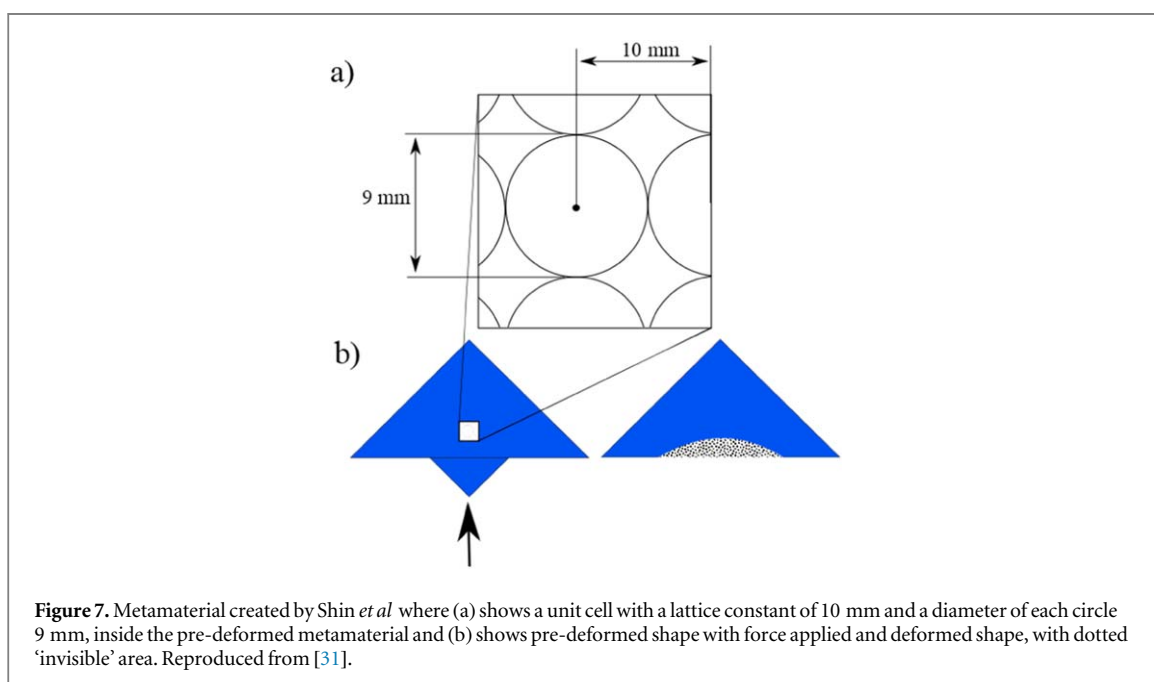 10 mm
a)
9 mm
b)
Figure 7. Metamaterial created by Shin et al where (a) shows a unit cell with a lattice constant of 10 mm and a diameter of each circle
9 mm, inside the pre-deformed metamaterial and (b) shows pre-deformed shape with force applied and deformed shape, with dotted
‘invisible’ area. Reproduced from [31].